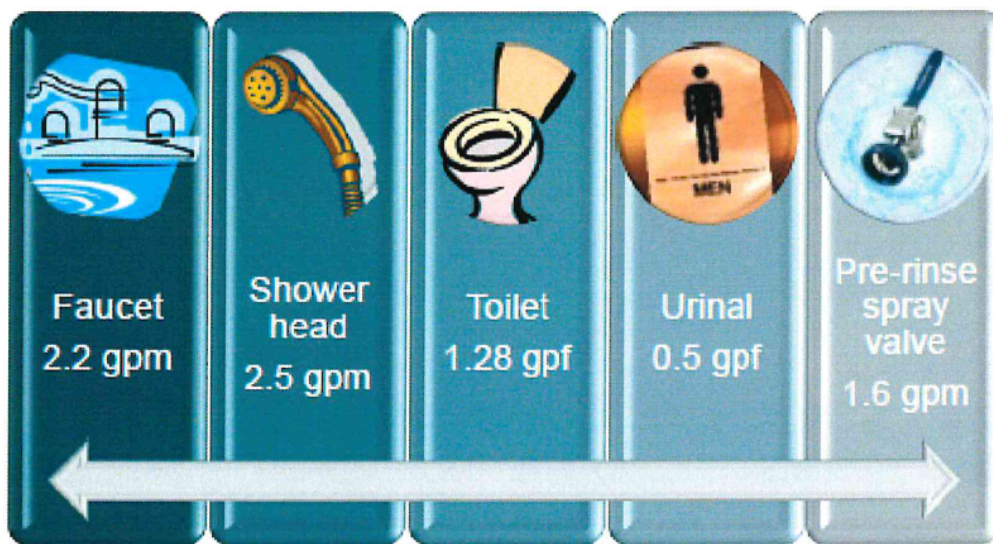 Faucet
2.2 gpm
Shower
head
2.5 gpm
Toilet
1.28 gpf
MEN
Urinal
0.5 gpf
Pre-rinse
spray
valve
1.6 gpm